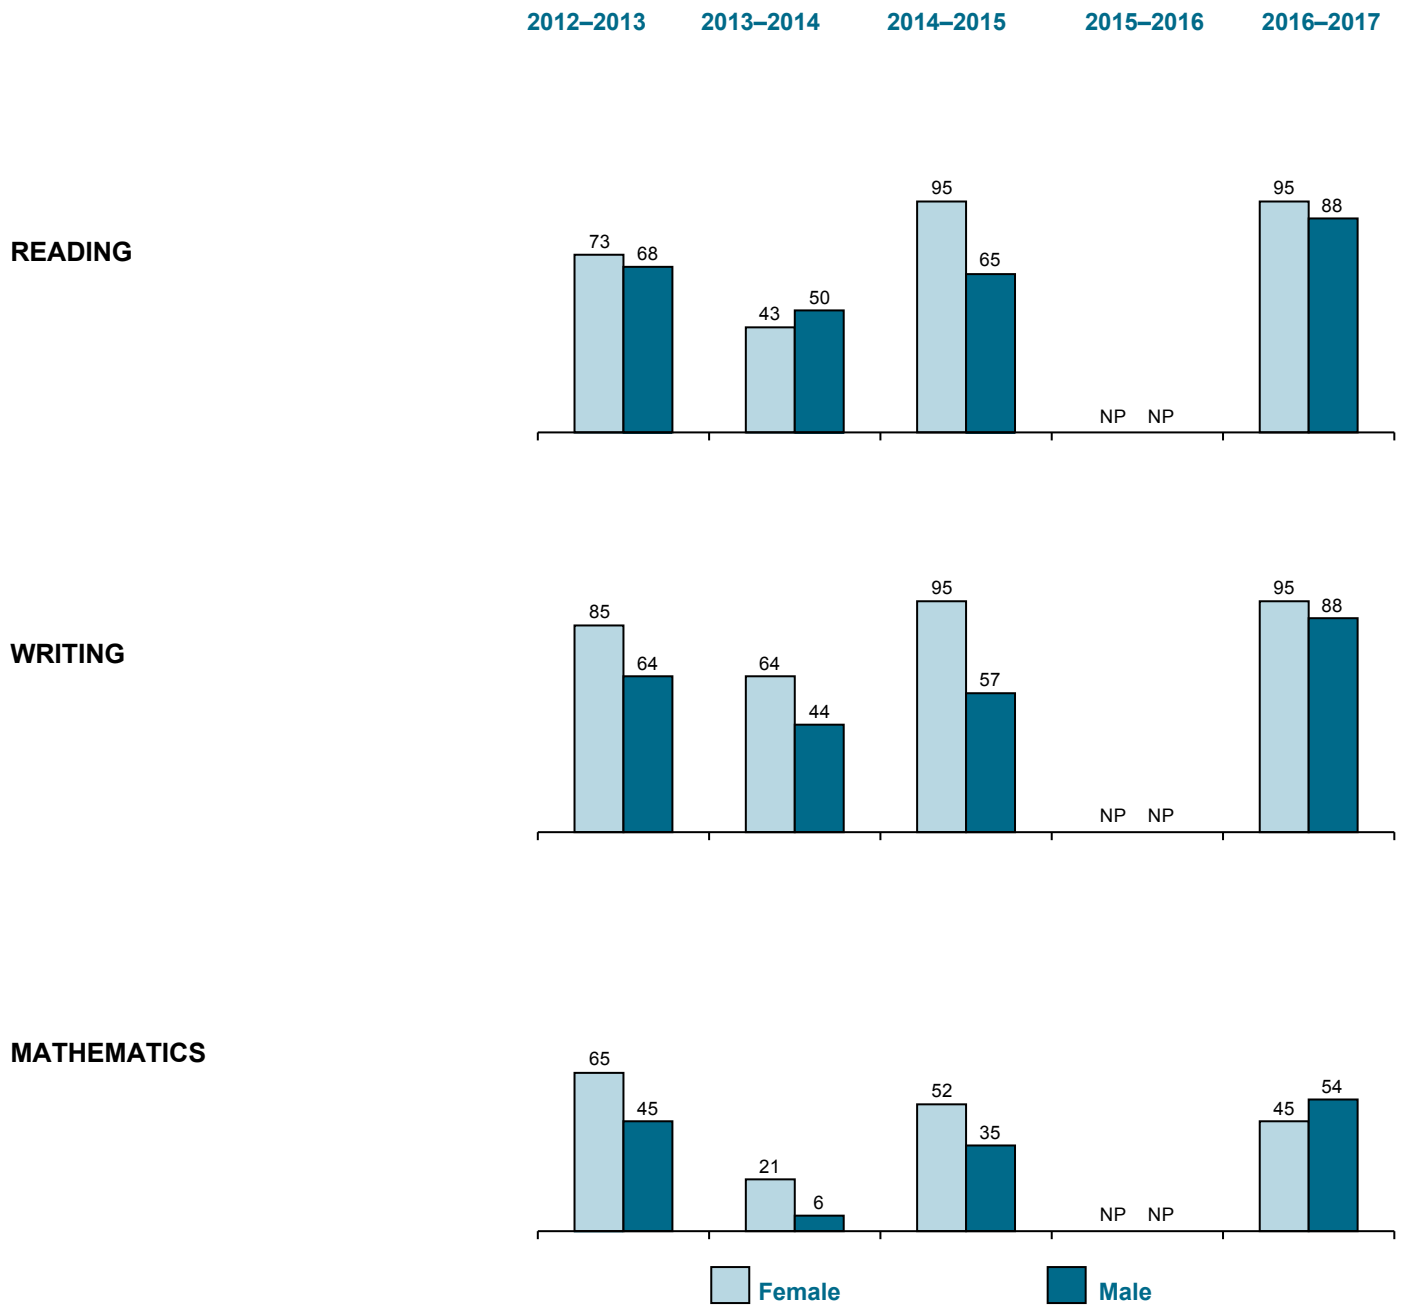 2012–2013 2013–2014 2014–2015 2015–2016 2016–2017
READING
73 68 43 50 95 65 NP NP 95 88
WRITING
85 64 64 44 95 57 NP NP 95 88
MATHEMATICS
65 45 21 6 52 35 NP NP 45 54
Female Male